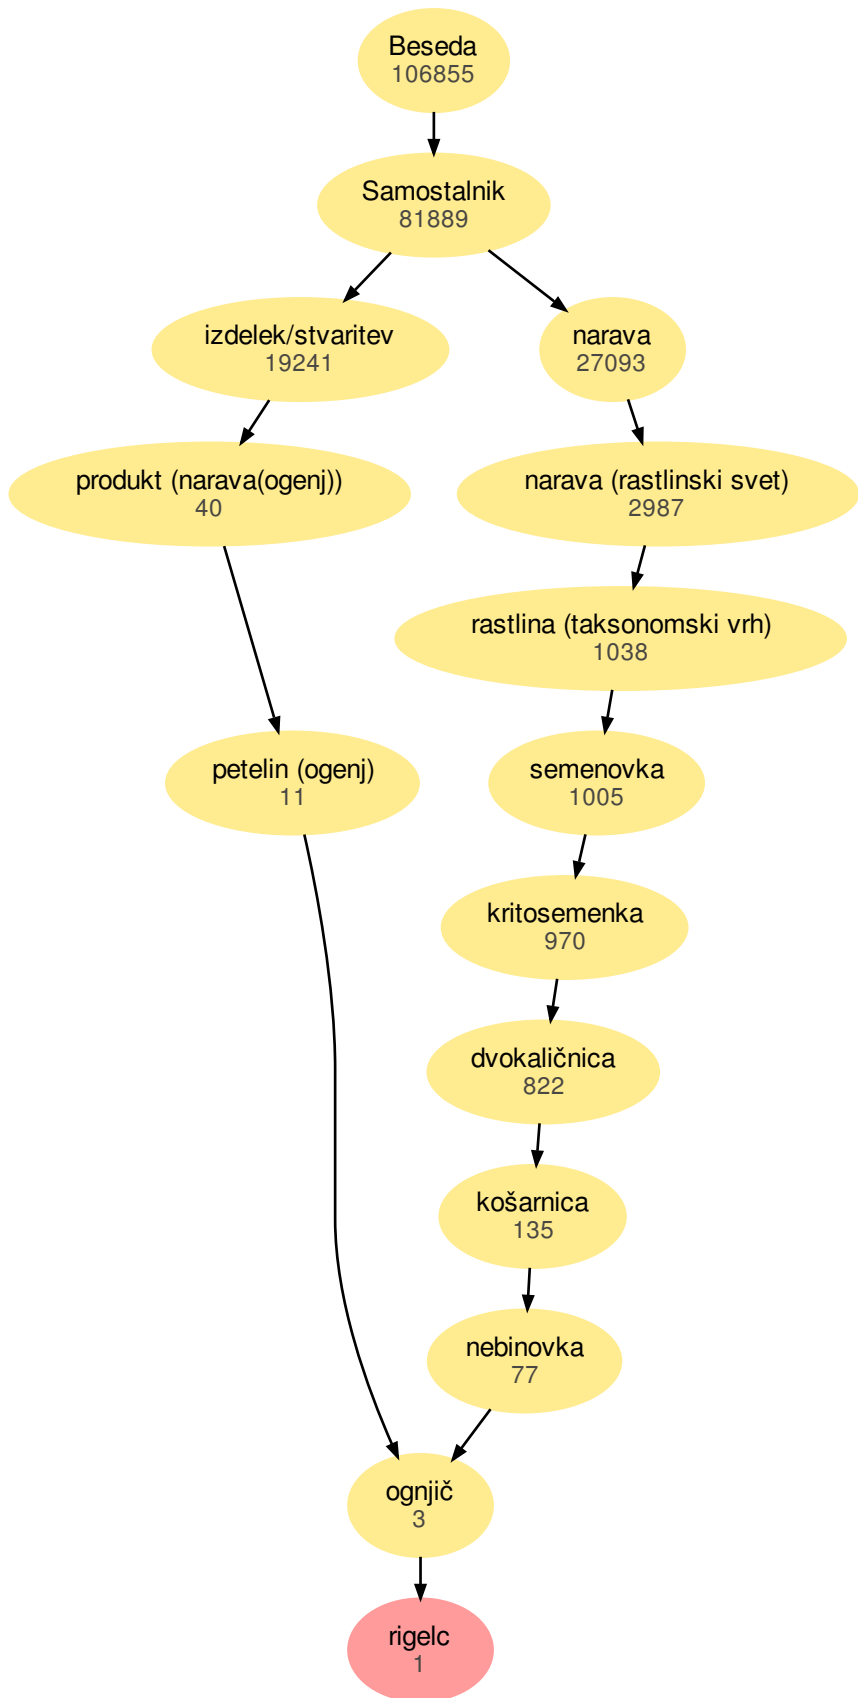 Beseda
106855
Samostalnik
81889
izdelek/stvaritev
19241
narava
27093
produkt (narava(ogenj))
40
narava (rastlinski svet)
2987
rastlina (taksonomski vrh)
1038
petelin (ogenj)
11
semenovka
1005
kritosemenka
970
dvokaličnica
822
košarnica
135
nebinovka
77
ognjič
3
rigelc
1